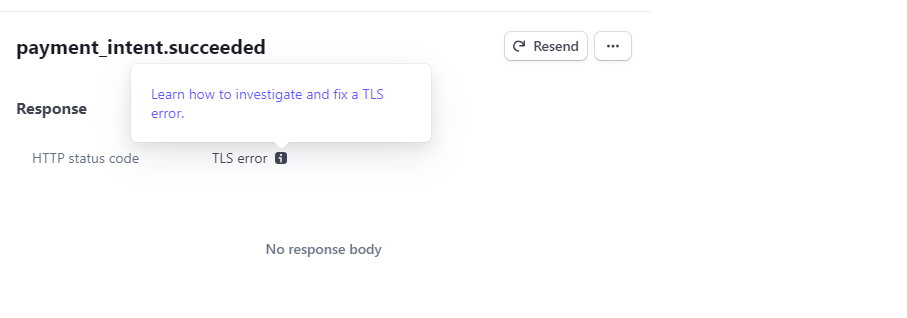 payment_intent.succeeded
Resend
...
Learn how to investigate and fix a TLS
error.
Response
HTTP status code
TLS error i
No response body